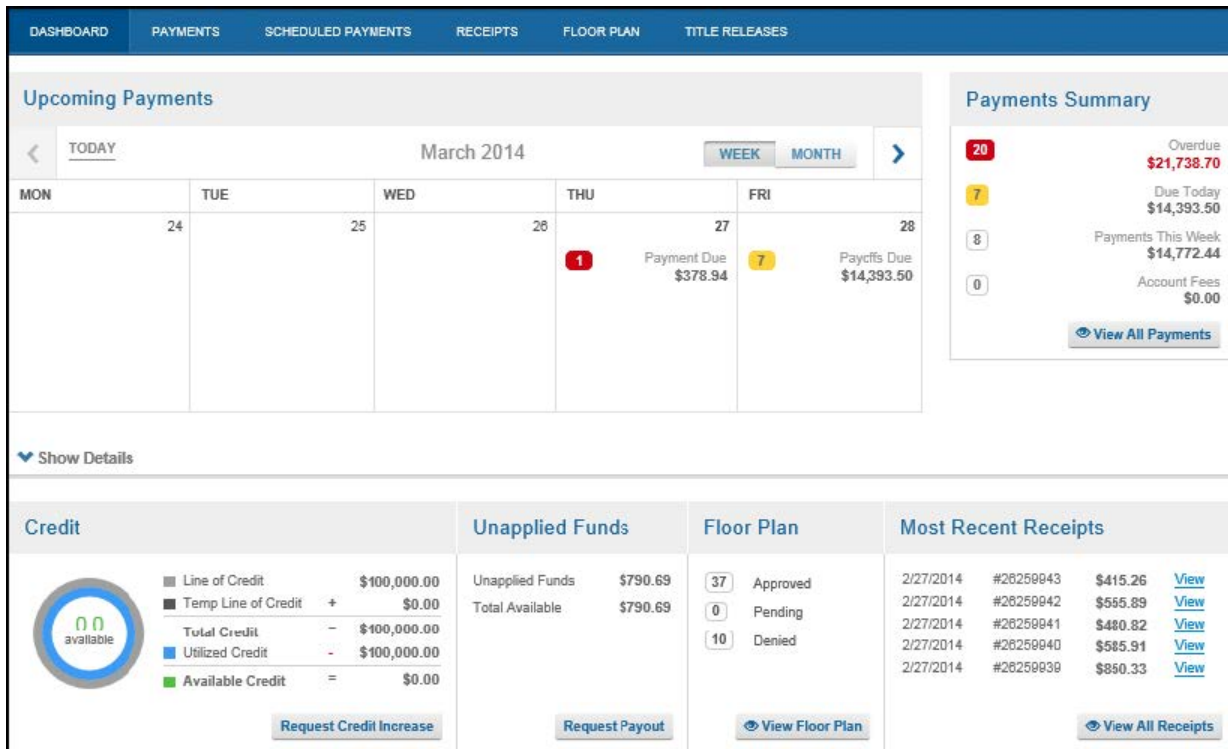 DASHBOARD PAYMENTS SCHEDULED PAYMENTS RECEIPTS FLOOR PLAN TITLE RELEASES
Upcoming Payments
TODAY March 2014 WEEK MONTH
MON TUE WED THU FRI
24 25 26 27 28
1 Payment Due
$378.94
7 Payoffs Due
$14,393.50
Payments Summary
20 Overdue
$21,738.70
7 Due Today
$14,393.50
8 Payments This Week
$14,772.44
0 Account Fees
$0.00
View All Payments
Show Details
Credit
0.0
available
Line of Credit $100,000.00
Temp Line of Credit + $0.00
Total Credit – $100,000.00
Utilized Credit - $100,000.00
Available Credit = $0.00
Request Credit Increase
Unapplied Funds
Unapplied Funds $790.69
Total Available $790.69
Request Payout
Floor Plan
37 Approved
0 Pending
10 Denied
View Floor Plan
Most Recent Receipts
2/27/2014 #26259943 $415.26 View
2/27/2014 #26259942 $555.89 View
2/27/2014 #26259941 $480.82 View
2/27/2014 #26259940 $585.91 View
2/27/2014 #26259939 $850.33 View
View All Receipts